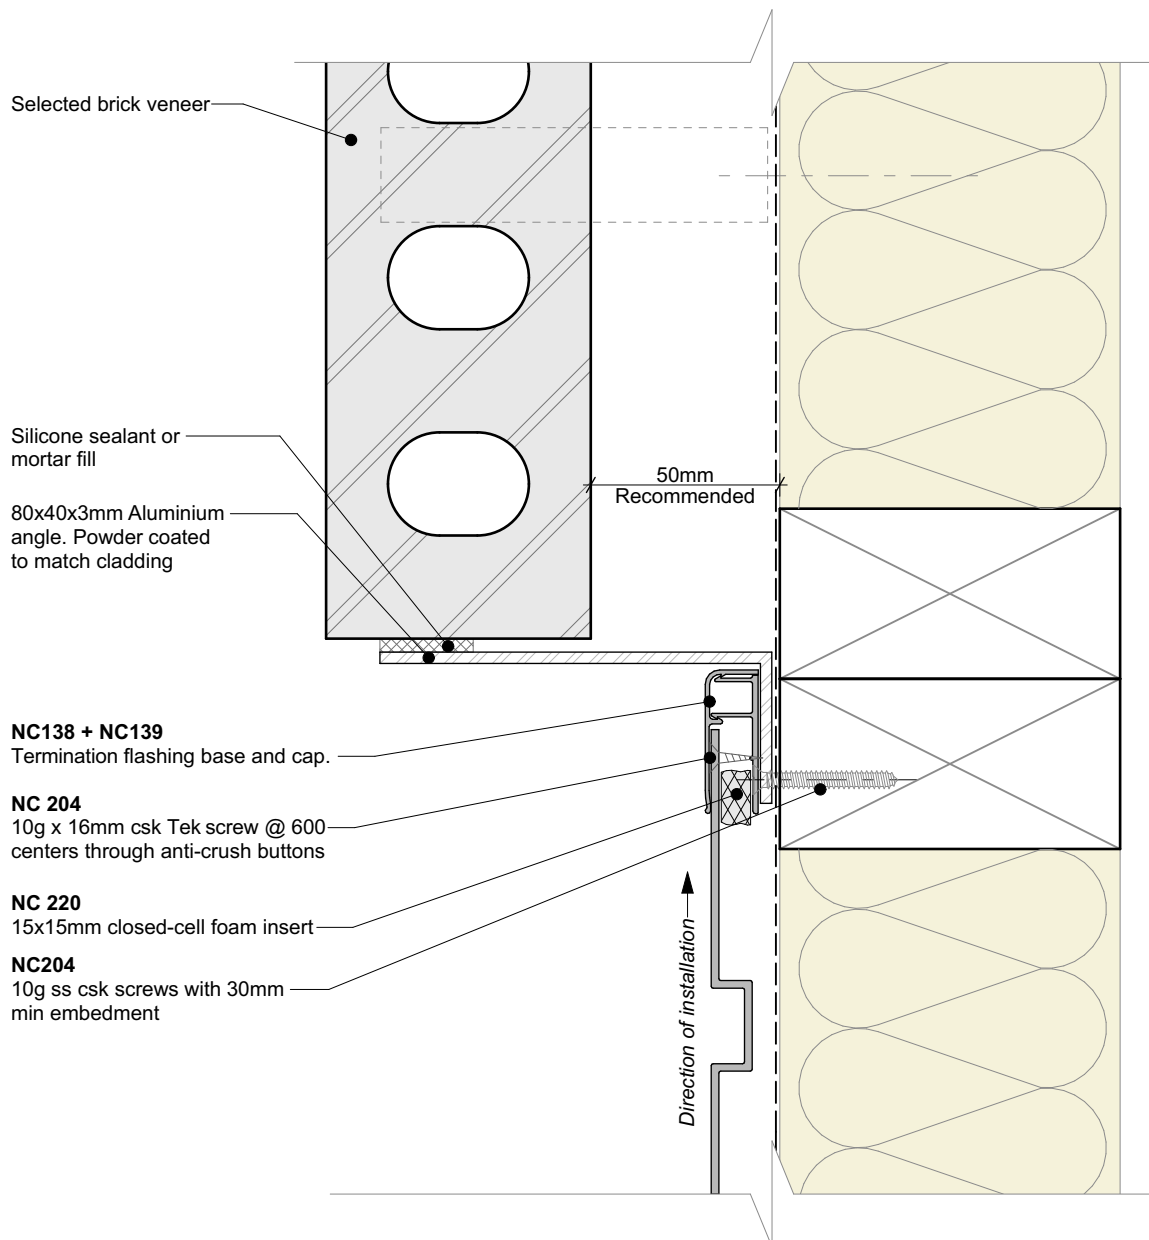 Selected brick veneer
Silicone sealant or
mortar fill
50mm
Recommended
80x40x3mm Aluminium
angle. Powder coated
to match cladding
NC138 + NC139
Termination flashing base and cap.
NC 204
10g x 16mm csk Tek screw @ 600
centers through anti-crush buttons
NC 220
15x15mm closed-cell foam insert
NC204
10g ss csk screws with 30mm
min embedment
Direction of installation